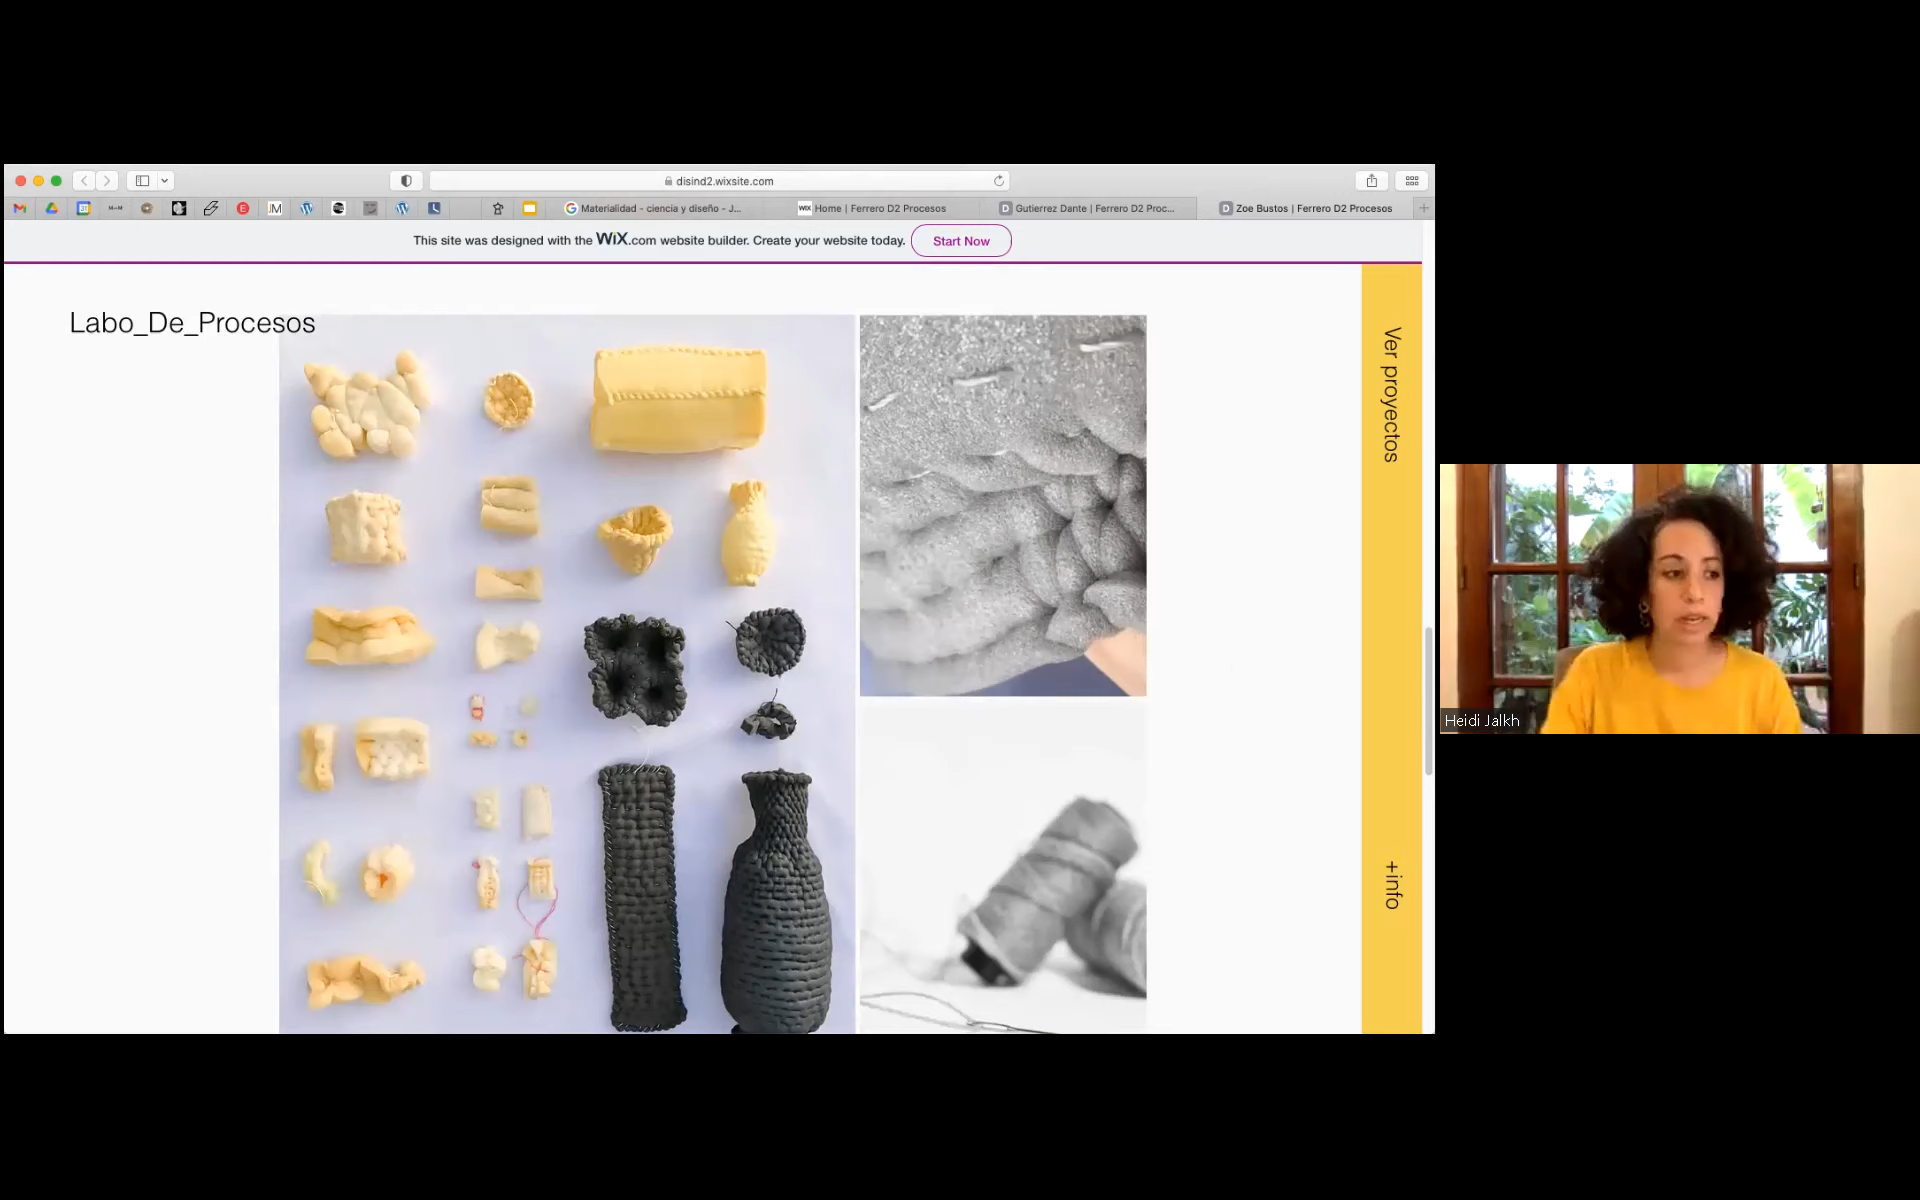 disind2.wixsite.com
Materialidad - ciencia y diseño - J...
WIX Home | Ferrero D2 Procesos
D Gutierrez Dante | Ferrero D2 Proc...
D Zoe Bustos | Ferrero D2 Procesos
This site was designed with the WiX.com website builder. Create your website today.
Start Now
Labo_De_Procesos
Ver proyectos
+info
Heidi Jalkh